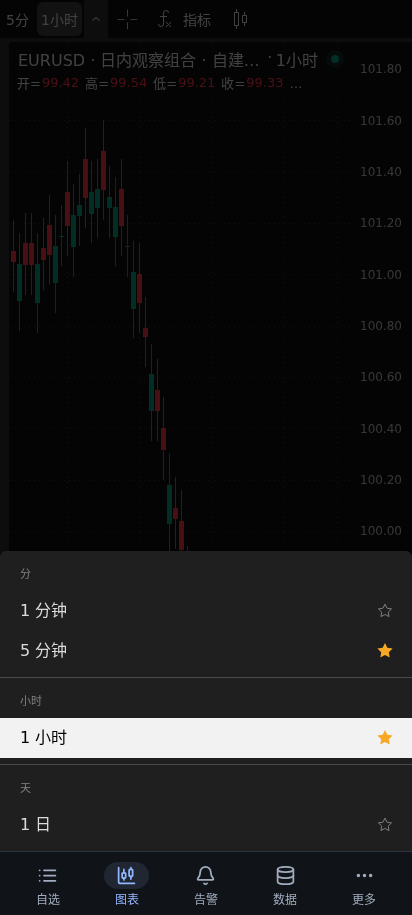 5分 1小时 指标
EURUSD · 日内观察组合 · 自建... · 1小时
开=99.42 高=99.54 低=99.21 收=99.33 ...
101.80
101.60
101.40
101.20
101.00
100.80
100.60
100.40
100.20
100.00
分
1 分钟
5 分钟
小时
1 小时
天
1 日
自选 图表 告警 数据 更多